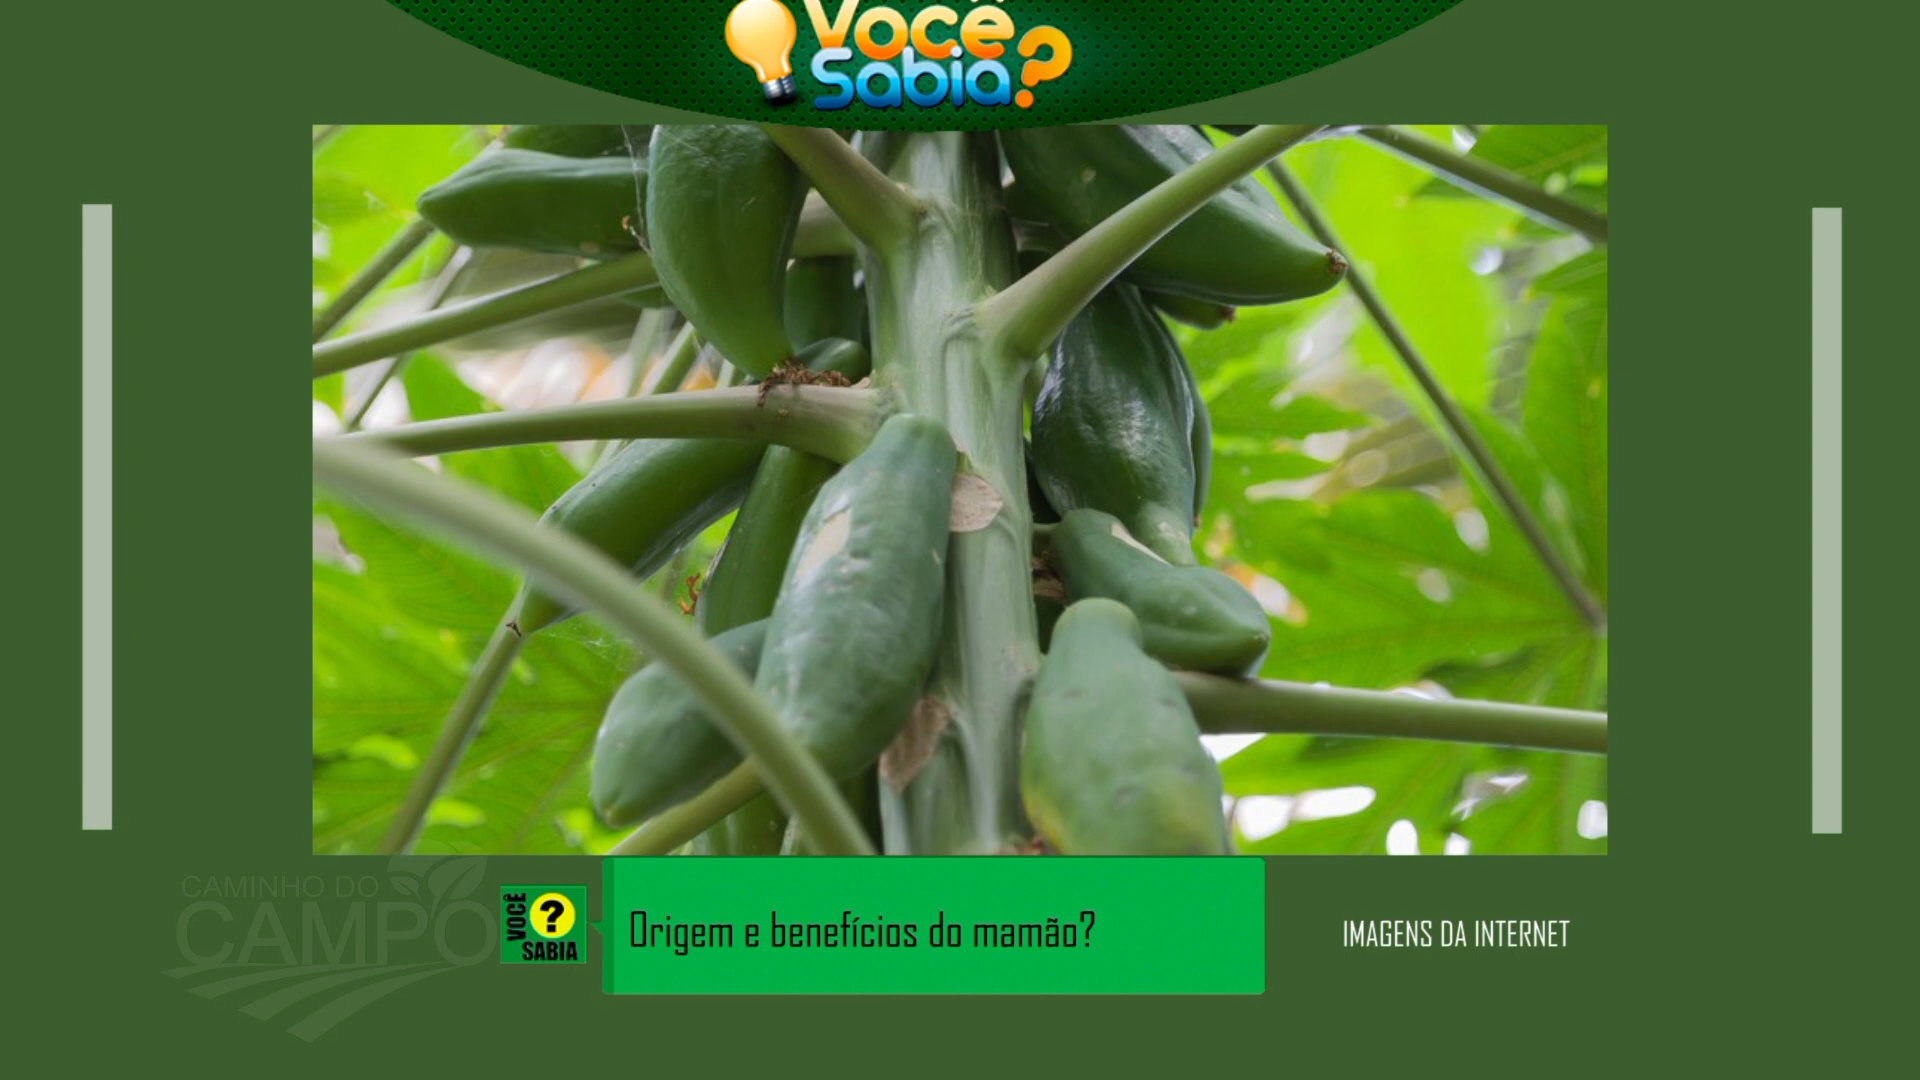 Você
Sabia?
CAMINHO DO
CAMPO
VOCÊ
?
SABIA
Origem e benefícios do mamão?
IMAGENS DA INTERNET